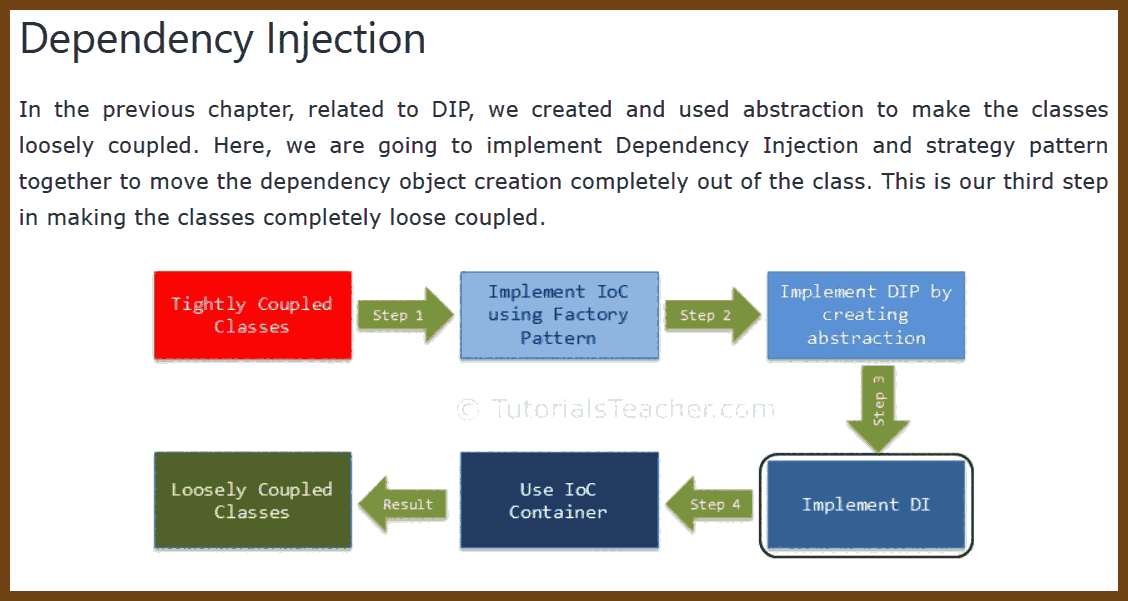 Dependency Injection
In the previous chapter, related to DIP, we created and used abstraction to make the classes
loosely coupled. Here, we are going to implement Dependency Injection and strategy pattern
together to move the dependency object creation completely out of the class. This is our third step
in making the classes completely loose coupled.
Tightly Coupled
Classes
Step 1
Implement IoC
using Factory
Pattern
Step 2
Implement DIP by
creating
abstraction
Step 3
© TutorialsTeacher.com
Implement DI
Step 4
Use IoC
Container
Result
Loosely Coupled
Classes